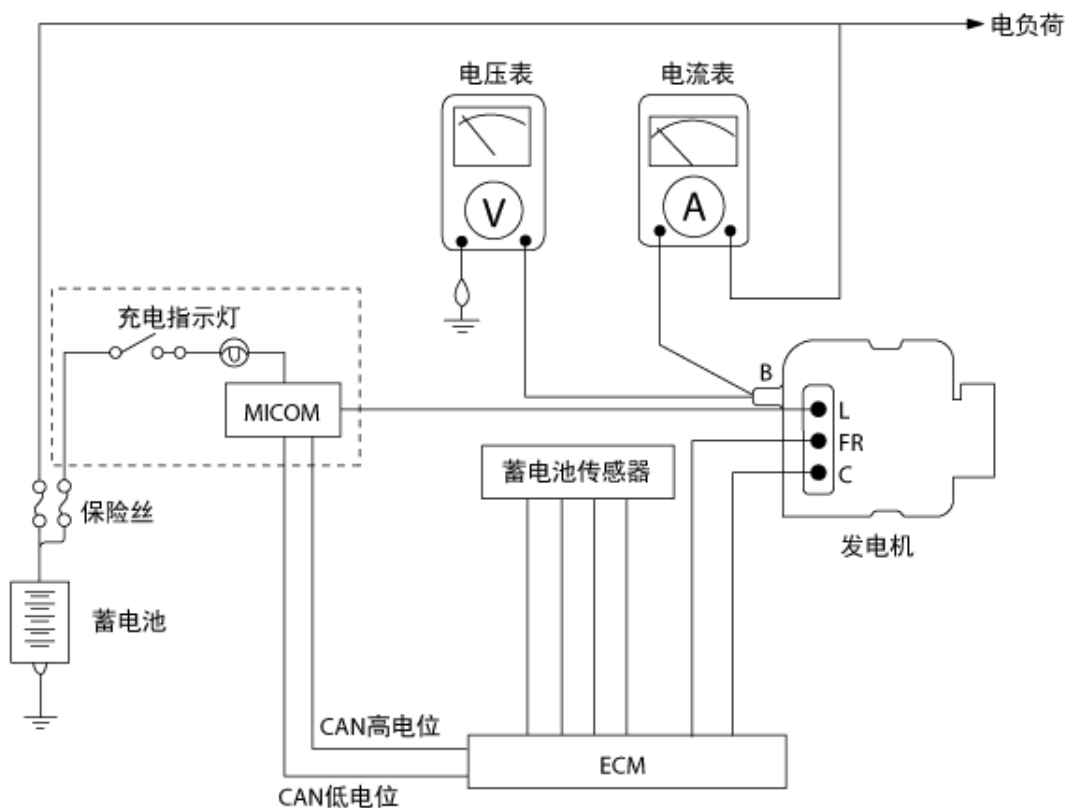 电负荷
电压表
电流表
V
A
充电指示灯
B
MICOM
L
FR
C
蓄电池传感器
保险丝
发电机
蓄电池
CAN高电位
ECM
CAN低电位